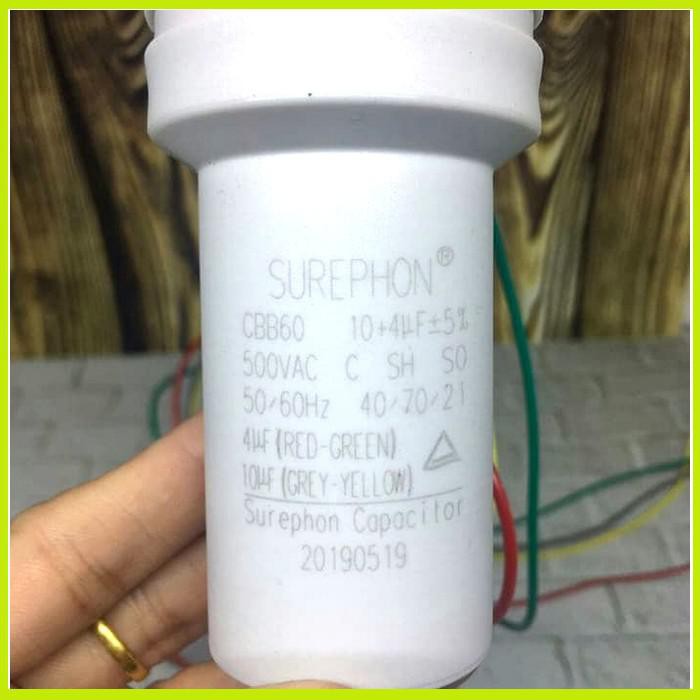 SUREPHON®
CBB60 10+4μF±5%
500VAC C SH S0
50/60Hz 40/70/21
4μF (RED-GREEN)
10μF (GREY-YELLOW)
Surephon Capacitor
20190519